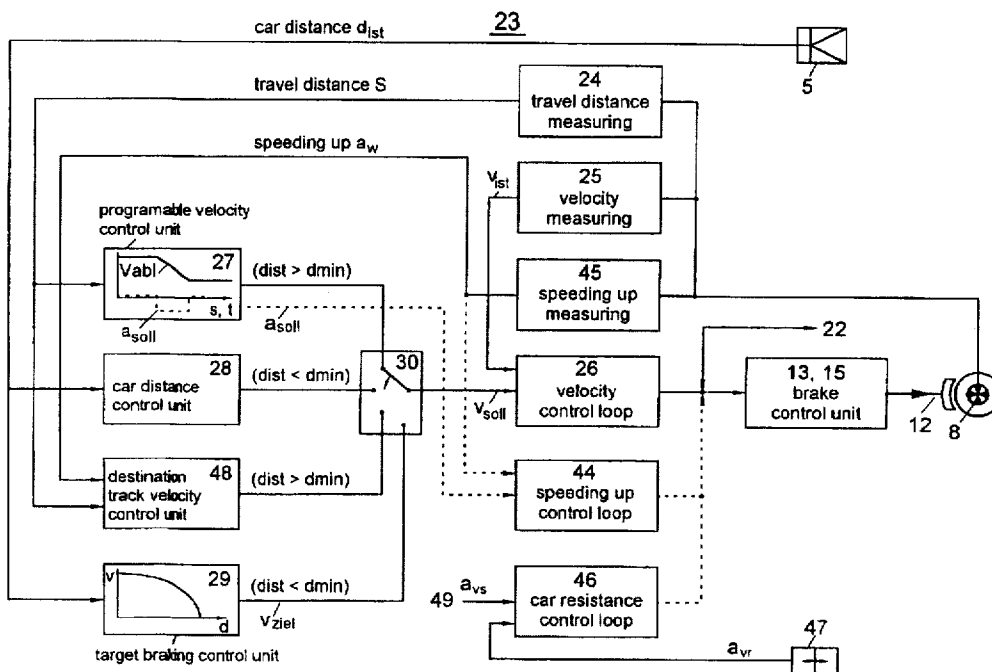 car distance d_ist
23
5
travel distance S
24
travel distance
measuring
speeding up a_w
v_ist
25
velocity
measuring
programable velocity
control unit
Vabl
27
(dist > dmin)
a_soll
s, t
a_soll
45
speeding up
measuring
22
28
car distance
control unit
(dist < dmin)
30
v_soll
26
velocity
control loop
13, 15
brake
control unit
12
8
destination
track velocity
control unit
48
(dist > dmin)
44
speeding up
control loop
v
29
d
(dist < dmin)
v_ziel
target braking control unit
49
a_vs
46
car resistance
control loop
a_vr
47